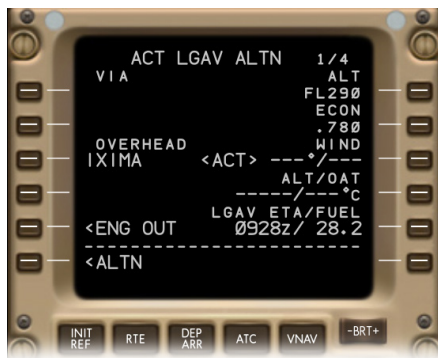 ACT LGAV ALTN 1/4
VIA ALT
FL290
ECON
.780
OVERHEAD WIND
IXIMA <ACT> ---°/---
ALT/OAT
-----/---°C
LGAV ETA/FUEL
<ENG OUT 0928z/ 28.2
------------------------
<ALTN
INIT REF RTE DEP ARR ATC VNAV -BRT+